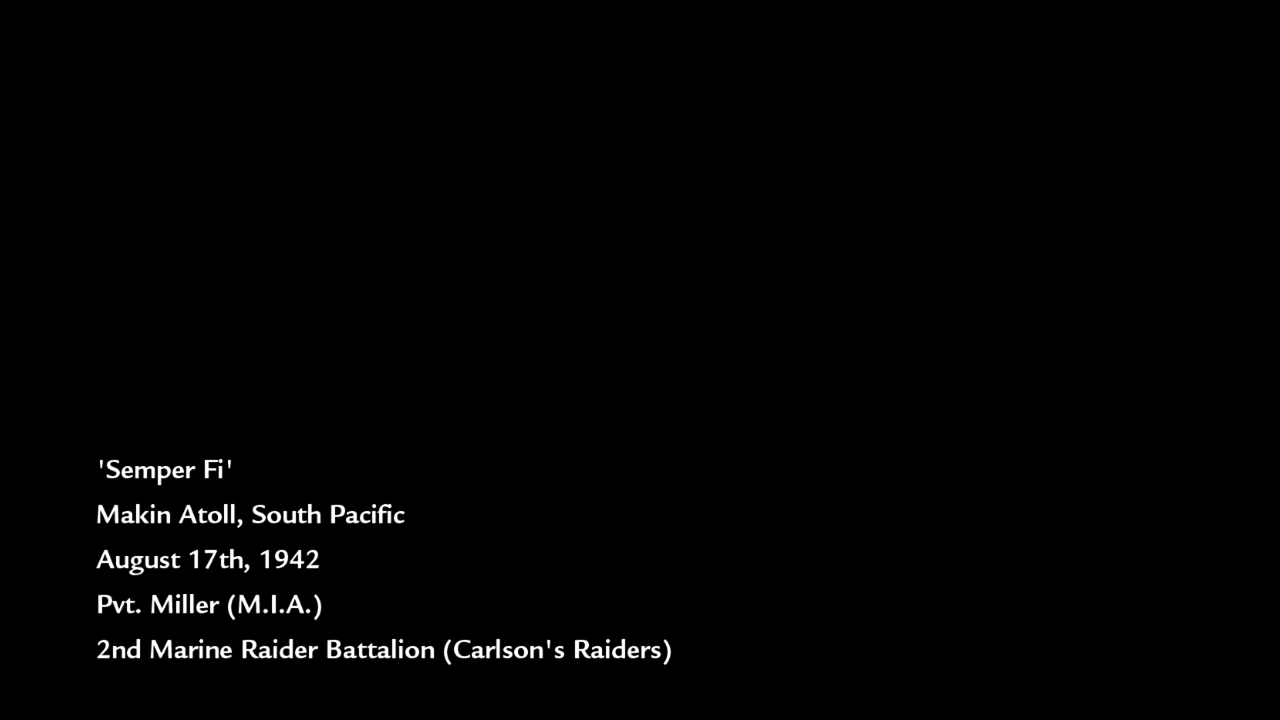 'Semper Fi'
Makin Atoll, South Pacific
August 17th, 1942
Pvt. Miller (M.I.A.)
2nd Marine Raider Battalion (Carlson's Raiders)